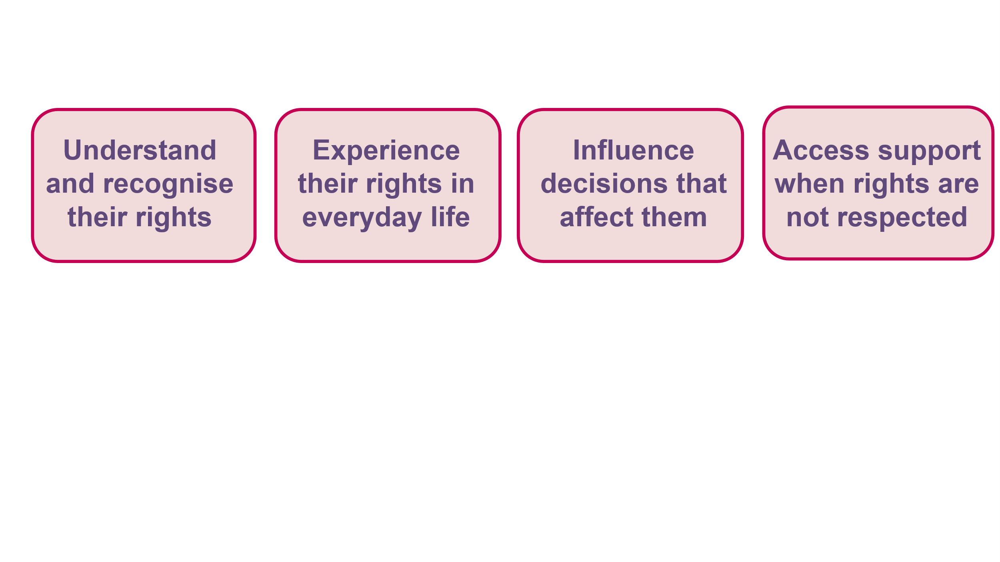 Understand
and recognise
their rights
Experience
their rights in
everyday life
Influence
decisions that
affect them
Access support
when rights are
not respected